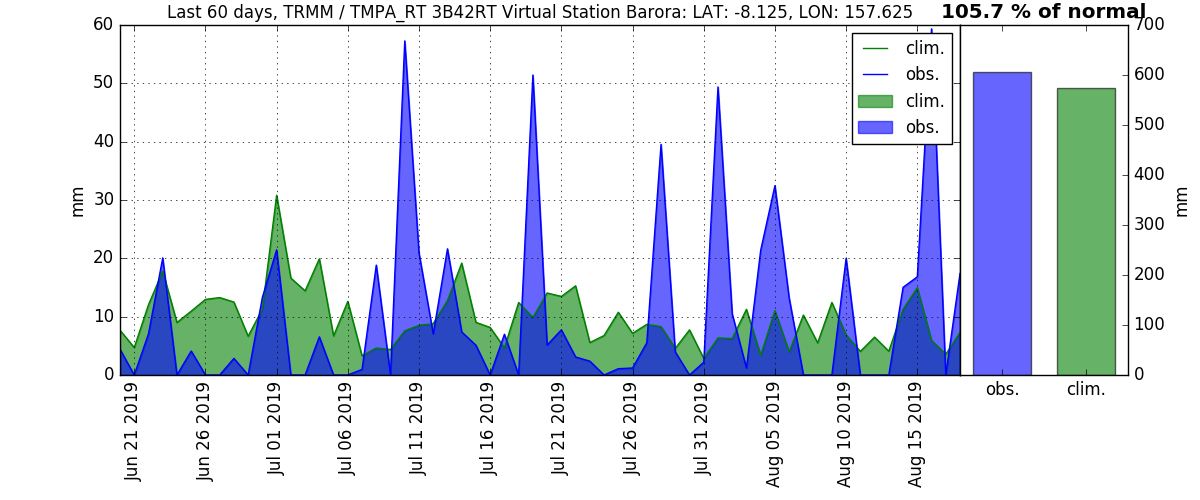 Last 60 days, TRMM / TMPA_RT 3B42RT Virtual Station Barora: LAT: -8.125, LON: 157.625
105.7 % of normal
60
50
40
30
20
10
0
mm
clim.
obs.
clim.
obs.
700
600
500
400
300
200
100
0
mm
Jun 21 2019
Jun 26 2019
Jul 01 2019
Jul 06 2019
Jul 11 2019
Jul 16 2019
Jul 21 2019
Jul 26 2019
Jul 31 2019
Aug 05 2019
Aug 10 2019
Aug 15 2019
obs.
clim.